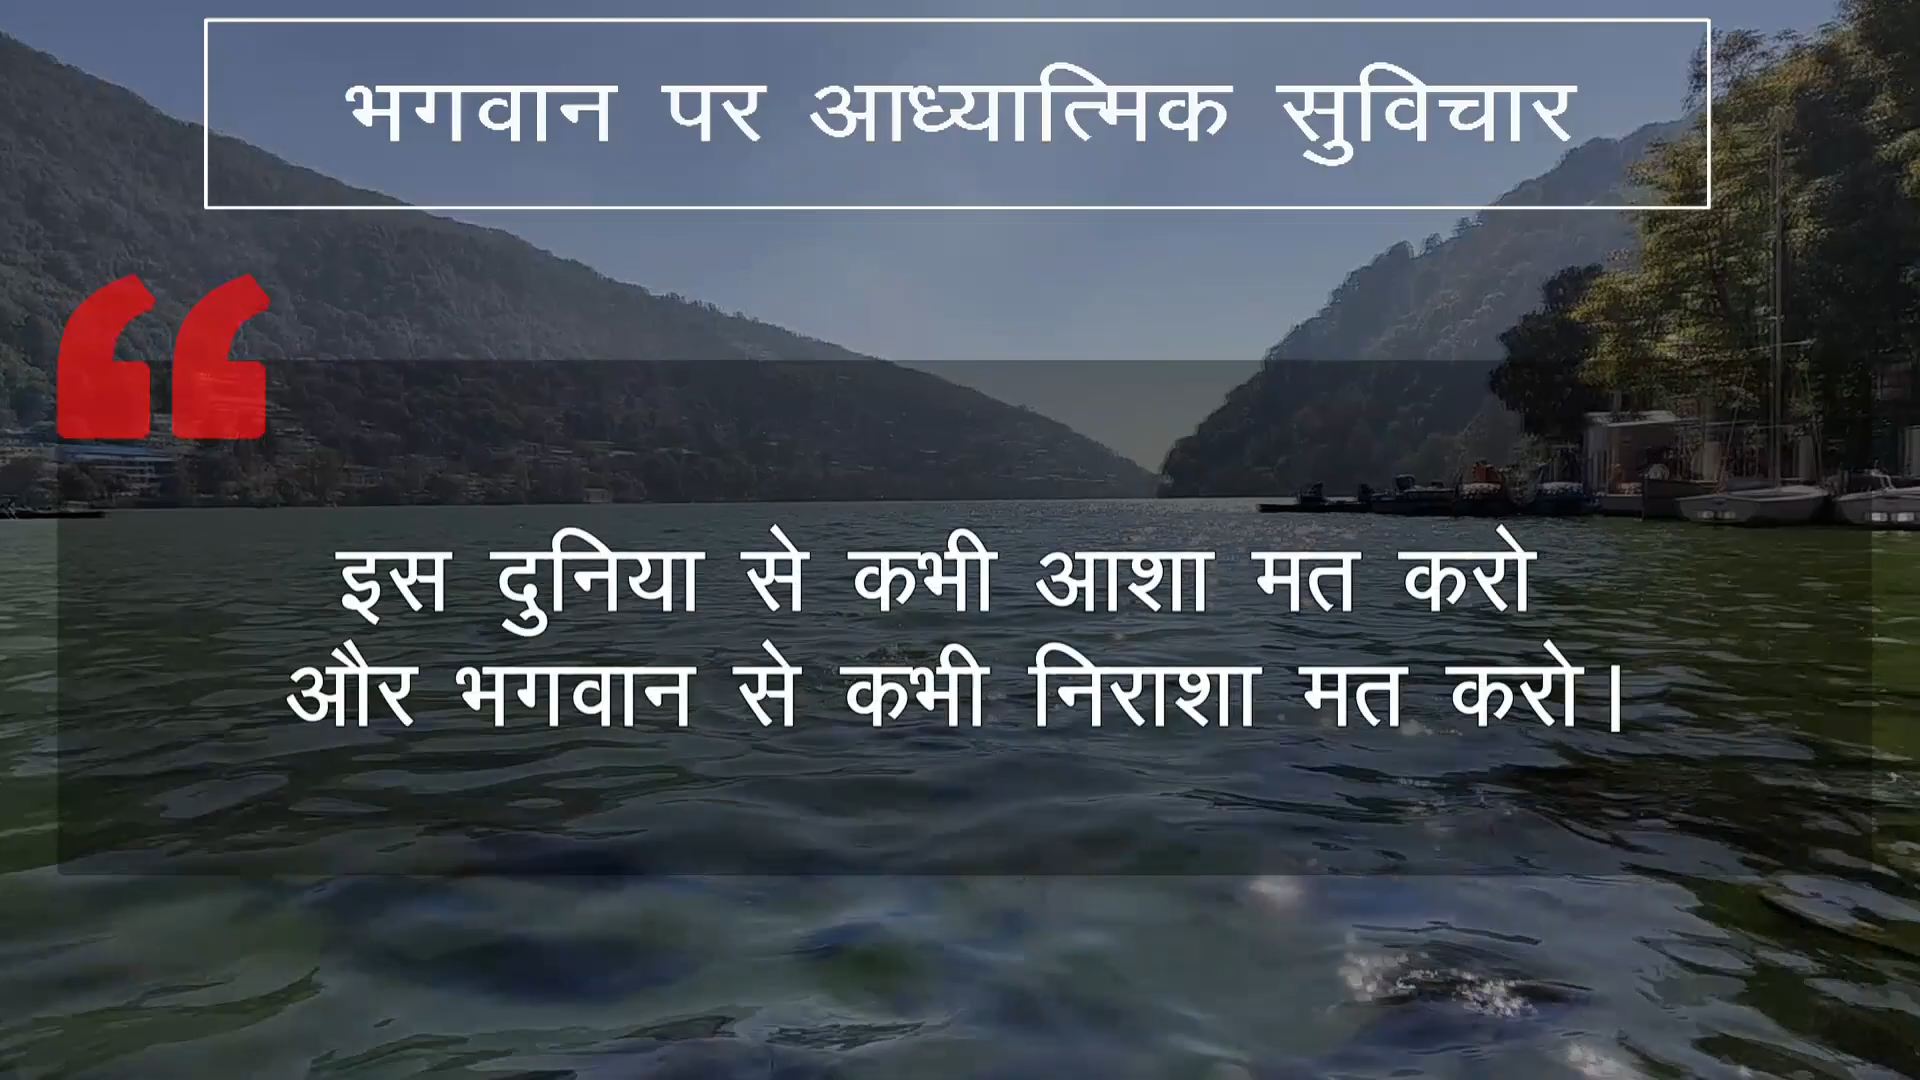 भगवान पर आध्यात्मिक सुविचार
इस दुनिया से कभी आशा मत करो
और भगवान से कभी निराशा मत करो।